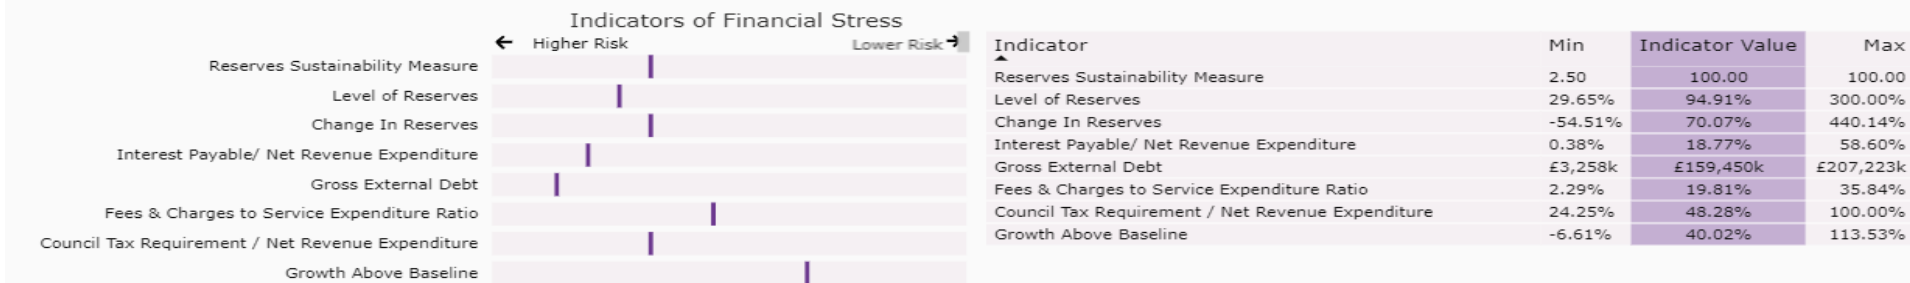 Indicators of Financial Stress
← Higher Risk Lower Risk →
Reserves Sustainability Measure
Level of Reserves
Change In Reserves
Interest Payable/ Net Revenue Expenditure
Gross External Debt
Fees & Charges to Service Expenditure Ratio
Council Tax Requirement / Net Revenue Expenditure
Growth Above Baseline
Indicator Min Indicator Value Max
Reserves Sustainability Measure 2.50 100.00 100.00
Level of Reserves 29.65% 94.91% 300.00%
Change In Reserves -54.51% 70.07% 440.14%
Interest Payable/ Net Revenue Expenditure 0.38% 18.77% 58.60%
Gross External Debt £3,258k £159,450k £207,223k
Fees & Charges to Service Expenditure Ratio 2.29% 19.81% 35.84%
Council Tax Requirement / Net Revenue Expenditure 24.25% 48.28% 100.00%
Growth Above Baseline -6.61% 40.02% 113.53%